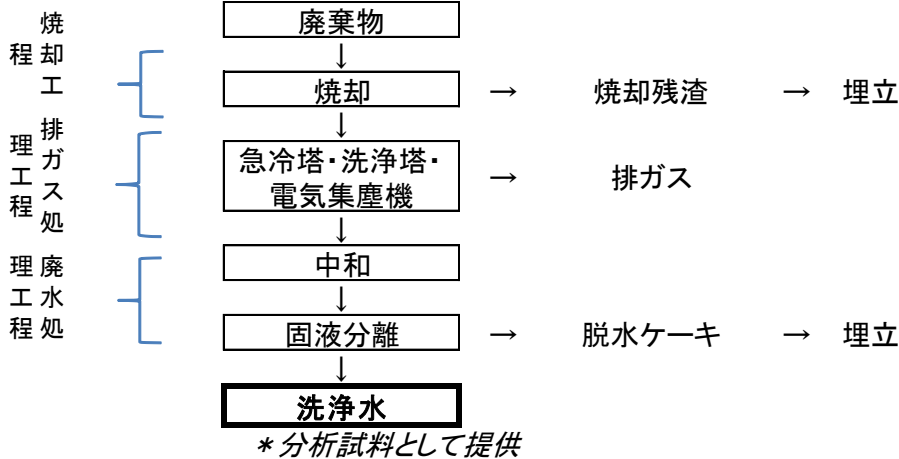 廃棄物
↓
焼却工程
焼却 → 焼却残渣 → 埋立
↓
排ガス処理工程
急冷塔・洗浄塔・
電気集塵機 → 排ガス
↓
廃水処理工程
中和
↓
固液分離 → 脱水ケーキ → 埋立
↓
洗浄水
＊分析試料として提供